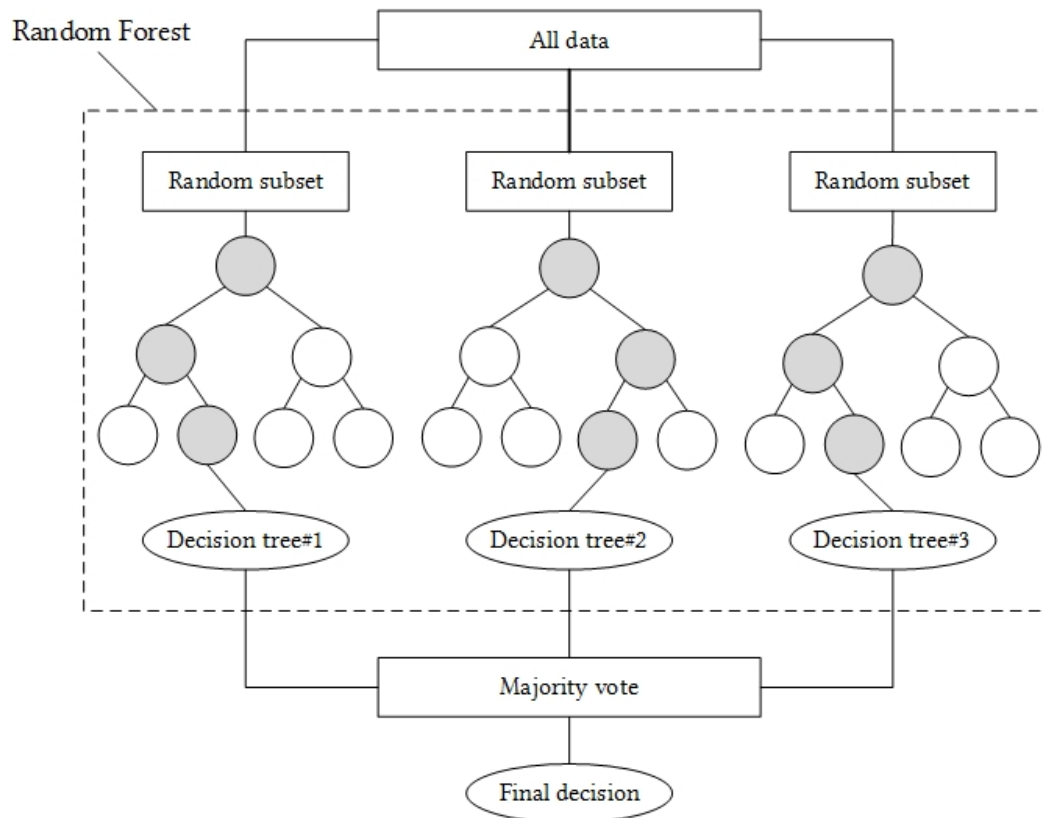 Random Forest
All data
Random subset
Random subset
Random subset
Decision tree#1
Decision tree#2
Decision tree#3
Majority vote
Final decision